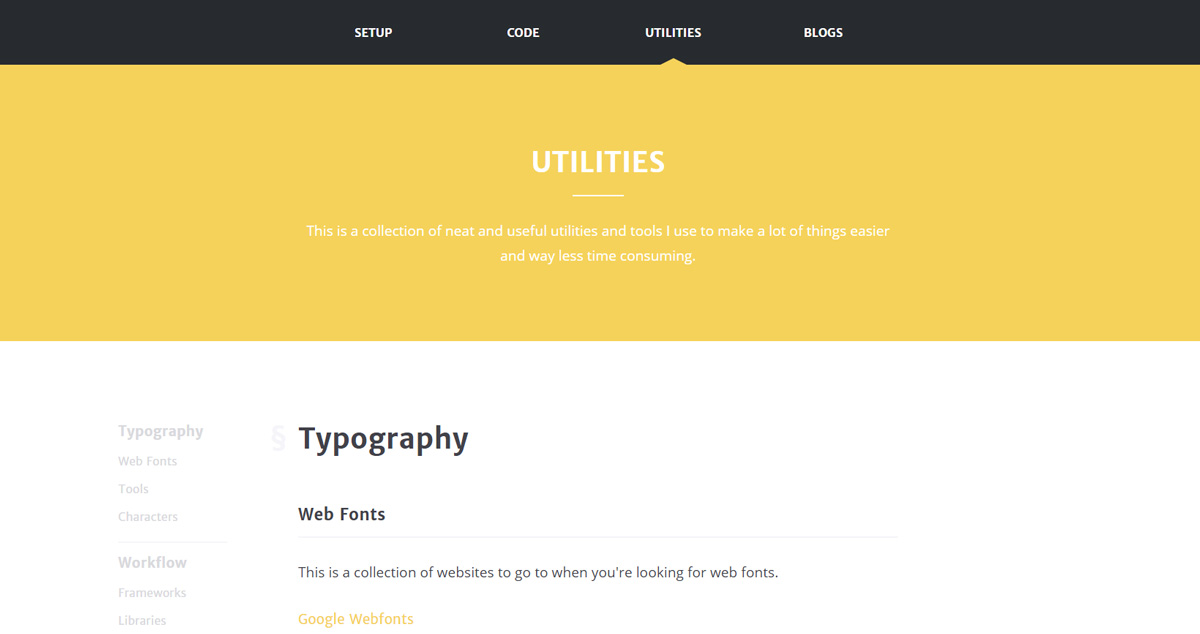 SETUP CODE UTILITIES BLOGS
UTILITIES
This is a collection of neat and useful utilities and tools I use to make a lot of things easier
and way less time consuming.
Typography
Web Fonts
Tools
Characters
Workflow
Frameworks
Libraries
§ Typography
Web Fonts
This is a collection of websites to go to when you're looking for web fonts.
Google Webfonts